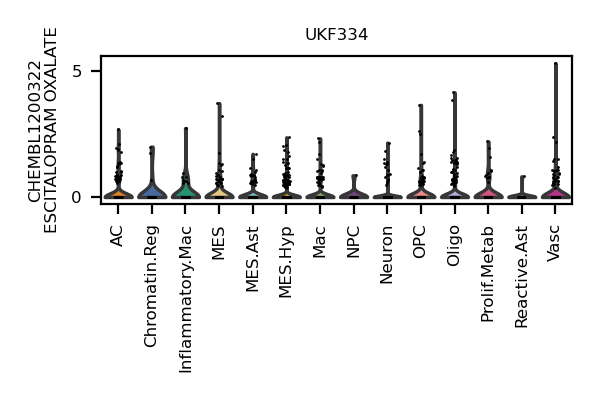 UKF334
CHEMBL1200322
ESCITALOPRAM OXALATE
5
0
AC
Chromatin.Reg
Inflammatory.Mac
MES
MES.Ast
MES.Hyp
Mac
NPC
Neuron
OPC
Oligo
Prolif.Metab
Reactive.Ast
Vasc